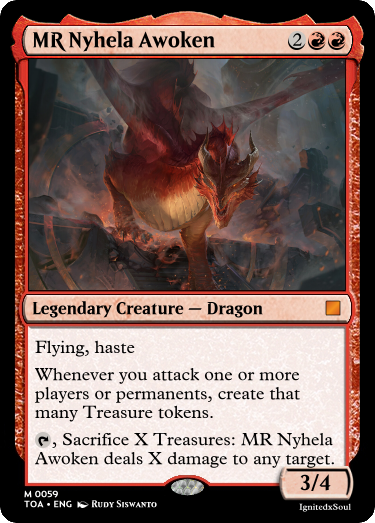 MR Nyhela Awoken 2
Legendary Creature — Dragon
Flying, haste
Whenever you attack one or more
players or permanents, create that
many Treasure tokens.
, Sacrifice X Treasures: MR Nyhela
Awoken deals X damage to any target.
3/4
M 0059
TOA • ENG Rudy Siswanto
IgnitedxSoul